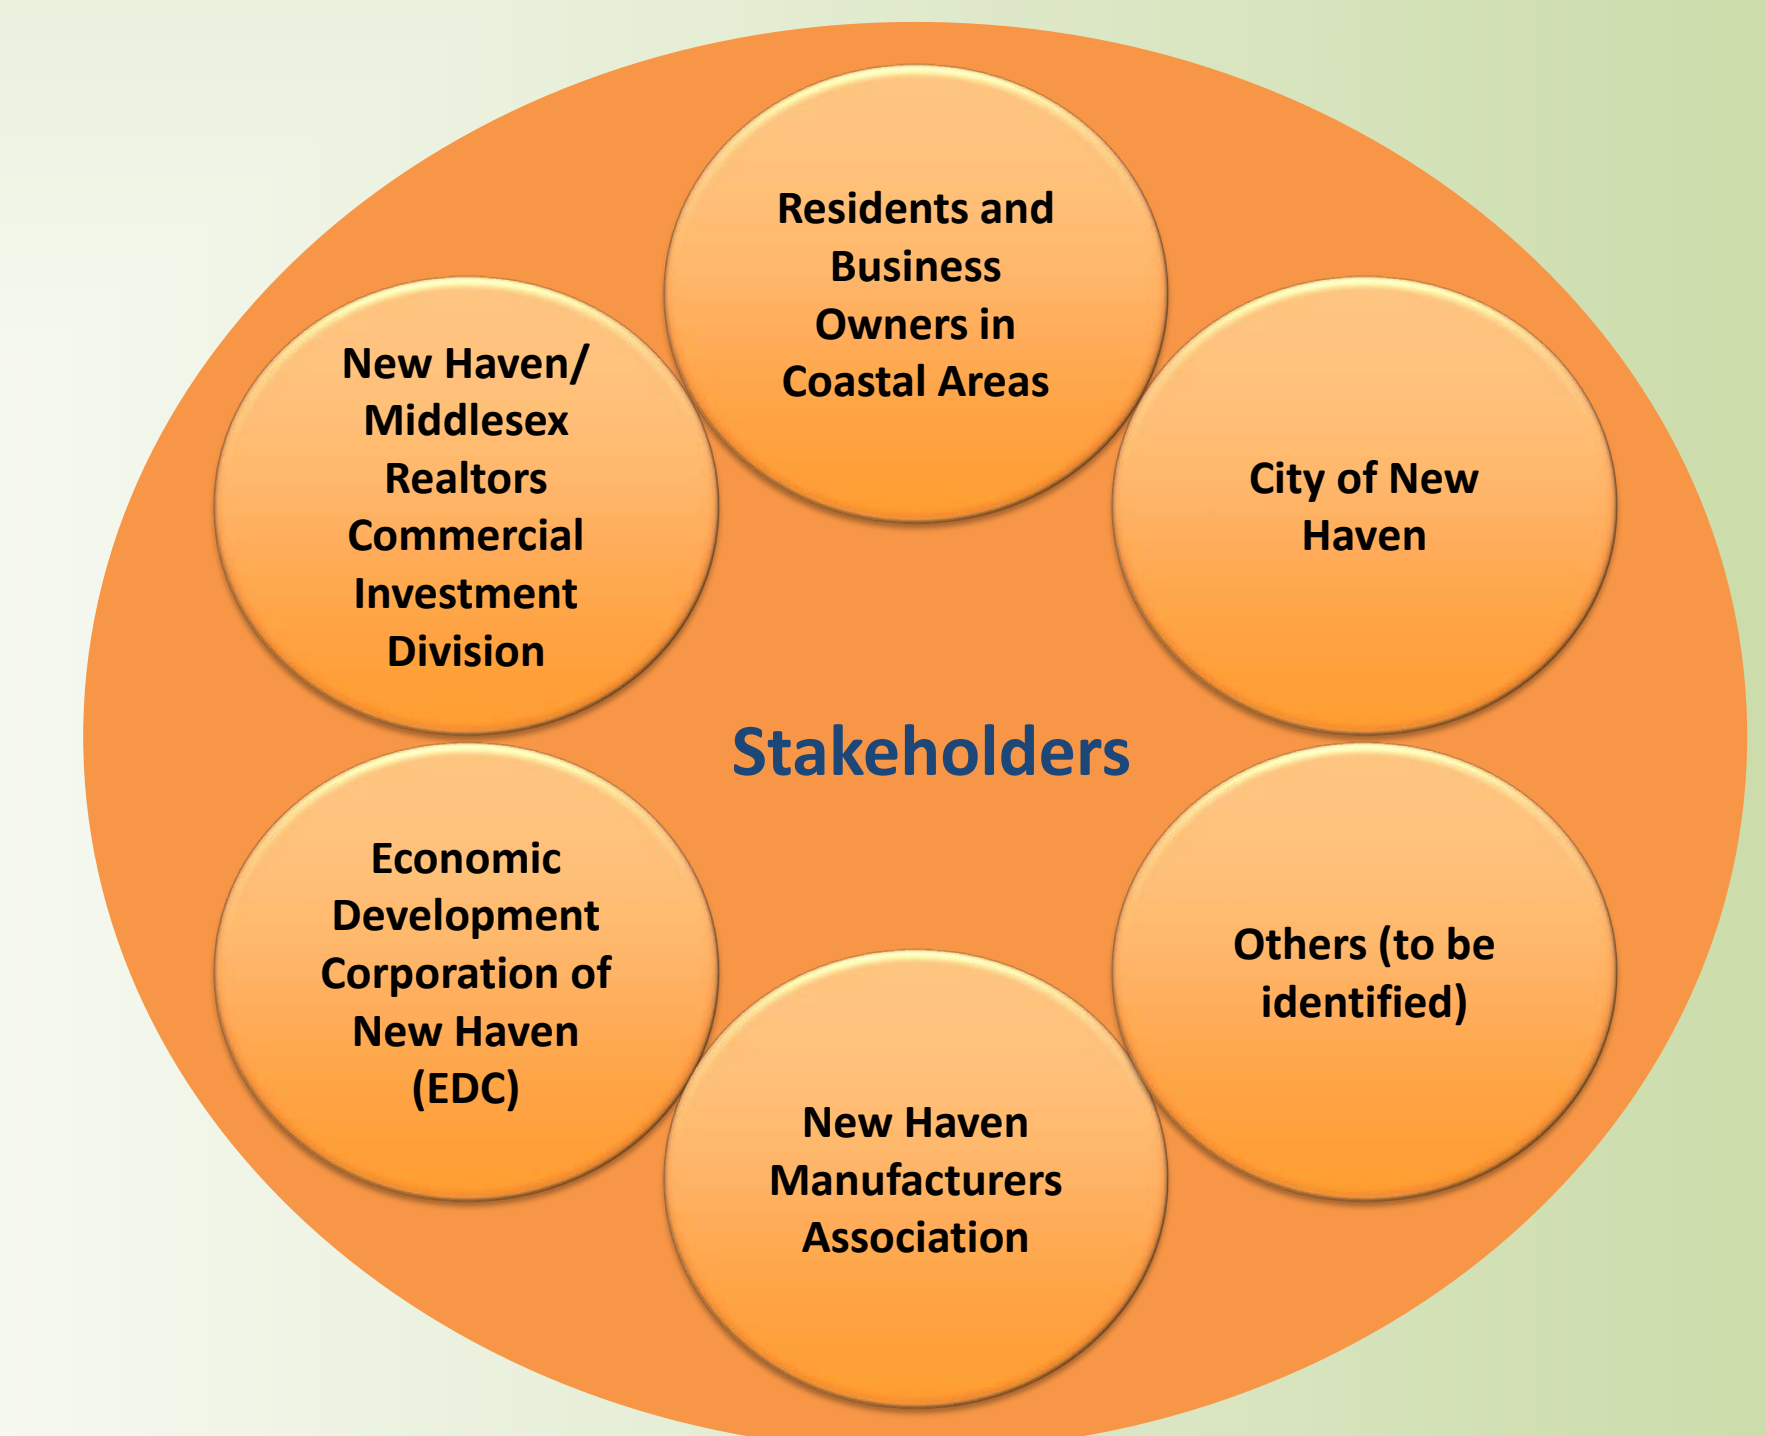 Residents and
Business
Owners in
Coastal Areas
New Haven/
Middlesex
Realtors
Commercial
Investment
Division
City of New
Haven
Stakeholders
Economic
Development
Corporation of
New Haven
(EDC)
Others (to be
identified)
New Haven
Manufacturers
Association